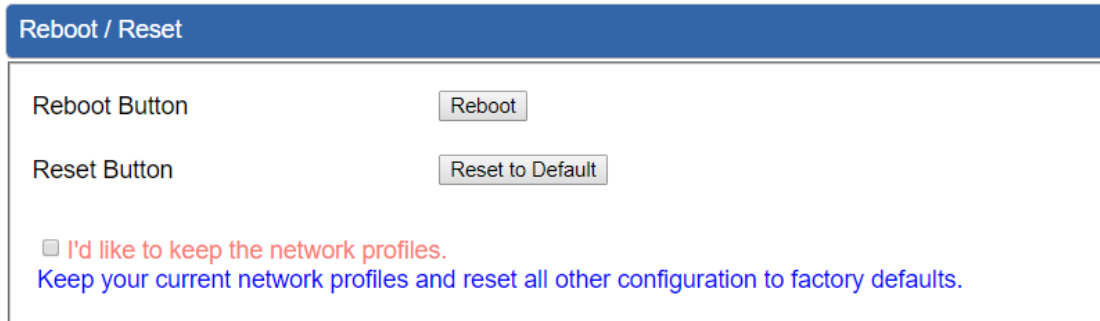 Reboot / Reset
Reboot Button Reboot
Reset Button Reset to Default
I'd like to keep the network profiles.
Keep your current network profiles and reset all other configuration to factory defaults.